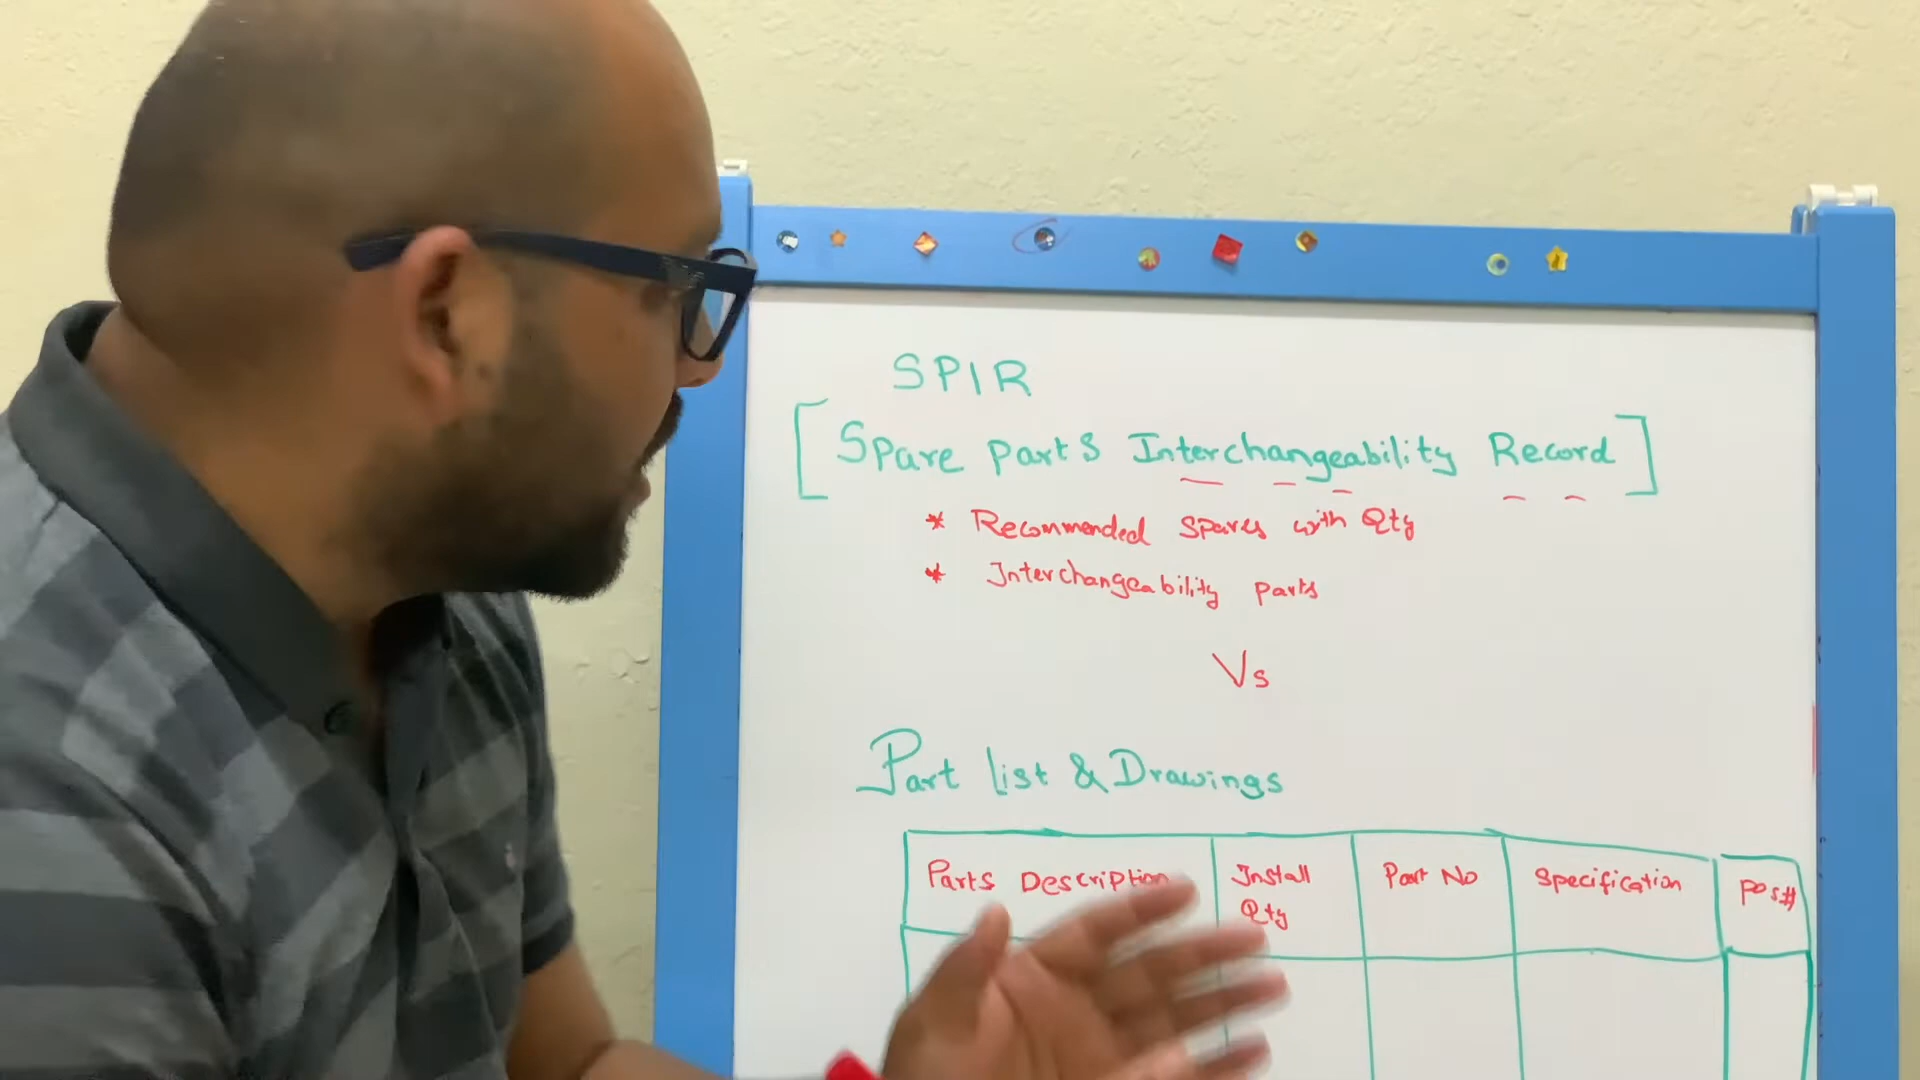 SPIR
[Spare Parts Interchangeability Record]
* Recommended Spares with Qty
* Interchangeability parts
Vs
Part List & Drawings
Parts Description
Install Qty
Part No
Specification
Pos#